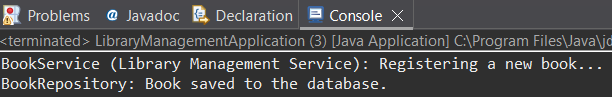 Problems Javadoc Declaration Console
<terminated> LibraryManagementApplication (3) [Java Application] C:\Program Files\Java\jd
BookService (Library Management Service): Registering a new book...
BookRepository: Book saved to the database.